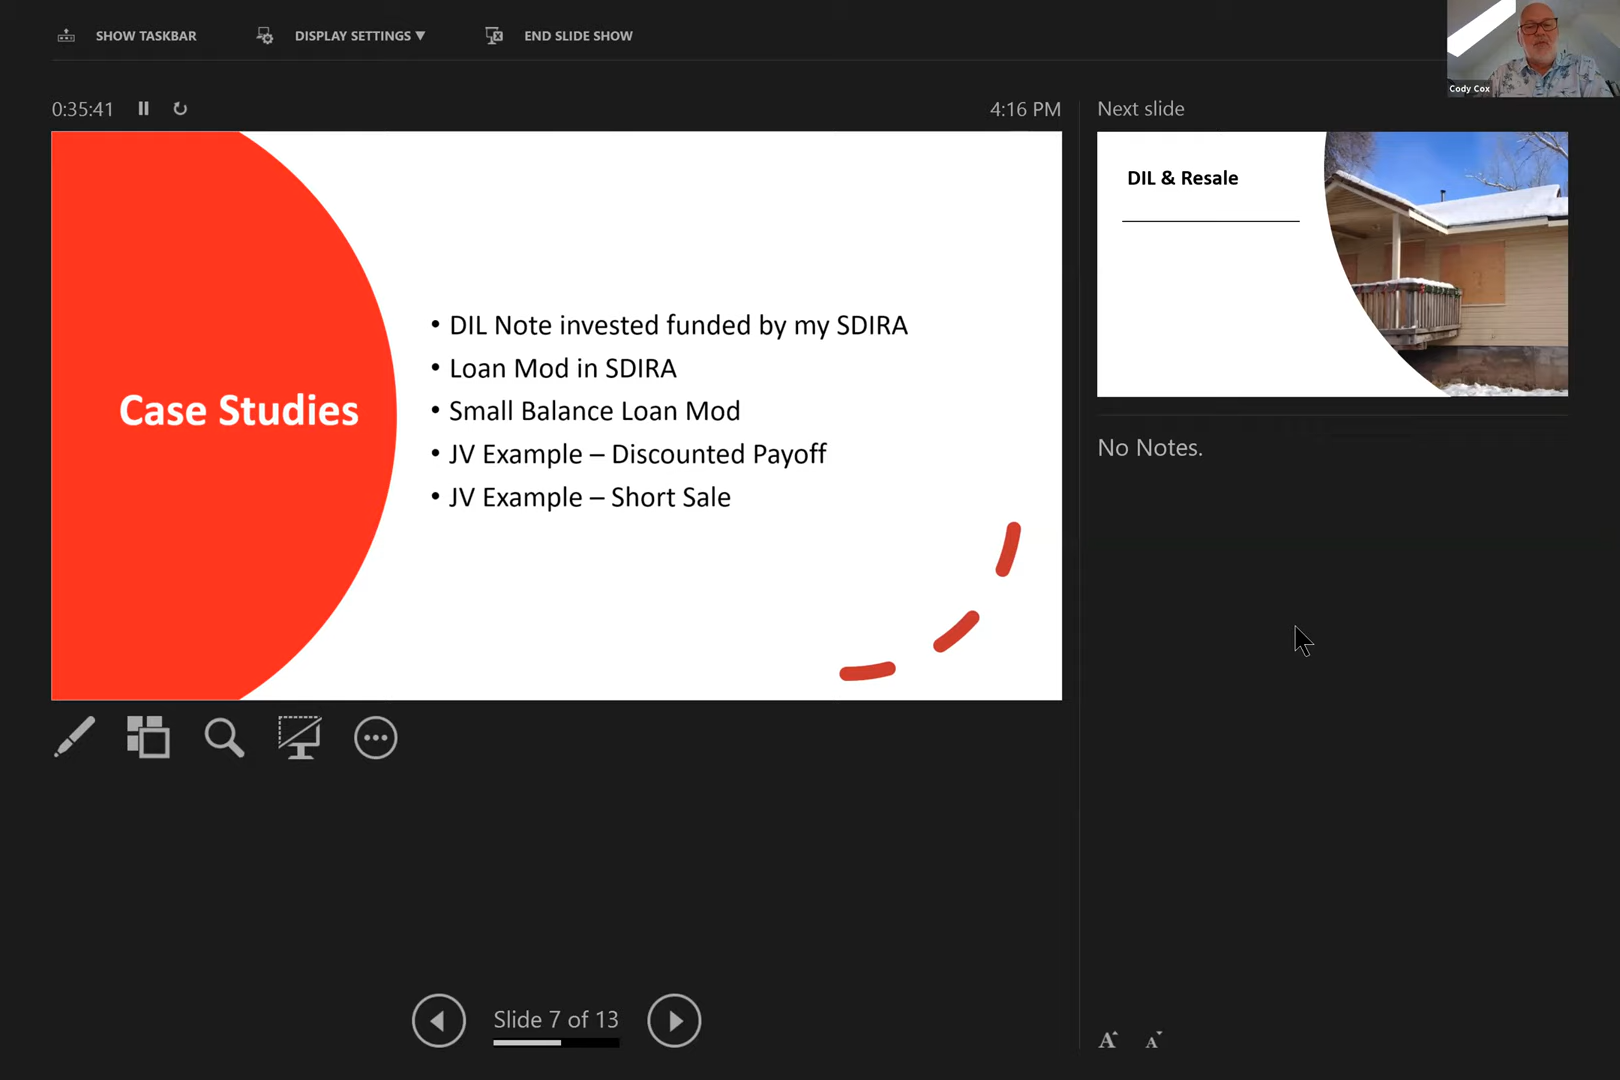 SHOW TASKBAR
DISPLAY SETTINGS ▼
END SLIDE SHOW
Cody Cox
0:35:41
4:16 PM
Next slide
Case Studies
• DIL Note invested funded by my SDIRA
• Loan Mod in SDIRA
• Small Balance Loan Mod
• JV Example – Discounted Payoff
• JV Example – Short Sale
DIL & Resale
No Notes.
Slide 7 of 13
A A